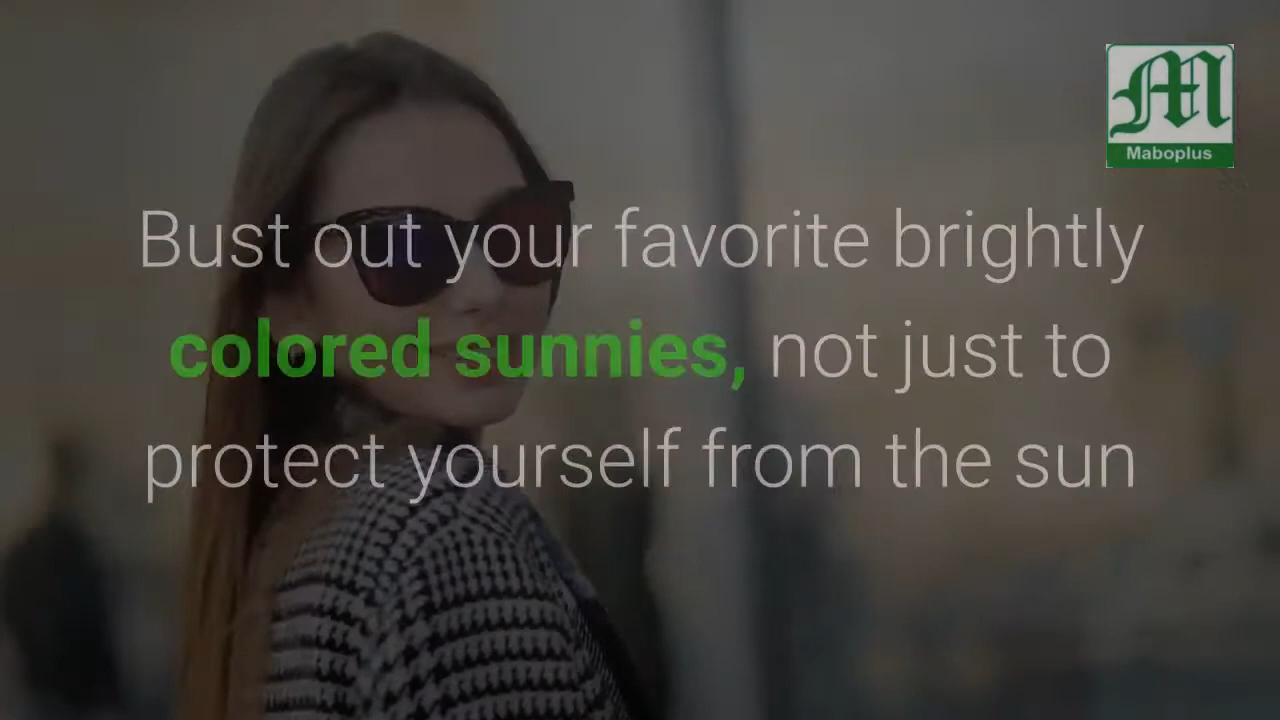 M
Maboplus
Bust out your favorite brightly
colored sunnies, not just to
protect yourself from the sun